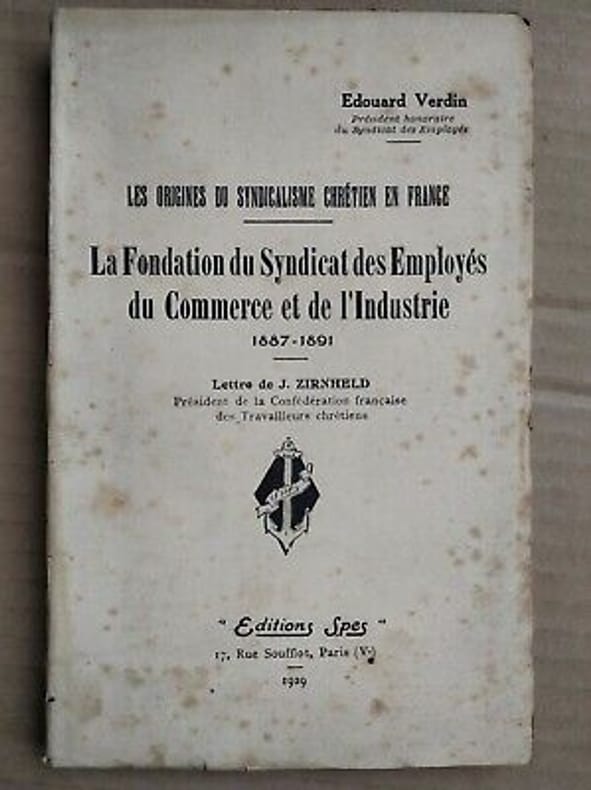 Edouard Verdin
Président honoraire
du Syndicat des Employés
LES ORIGINES DU SYNDICALISME CHRÉTIEN EN FRANCE
La Fondation du Syndicat des Employés
du Commerce et de l'Industrie
1887-1891
Lettre de J. ZIRNHELD
Président de la Confédération française
des Travailleurs chrétiens
" Editions Spes "
17, Rue Soufflot, Paris (Ve)
1929